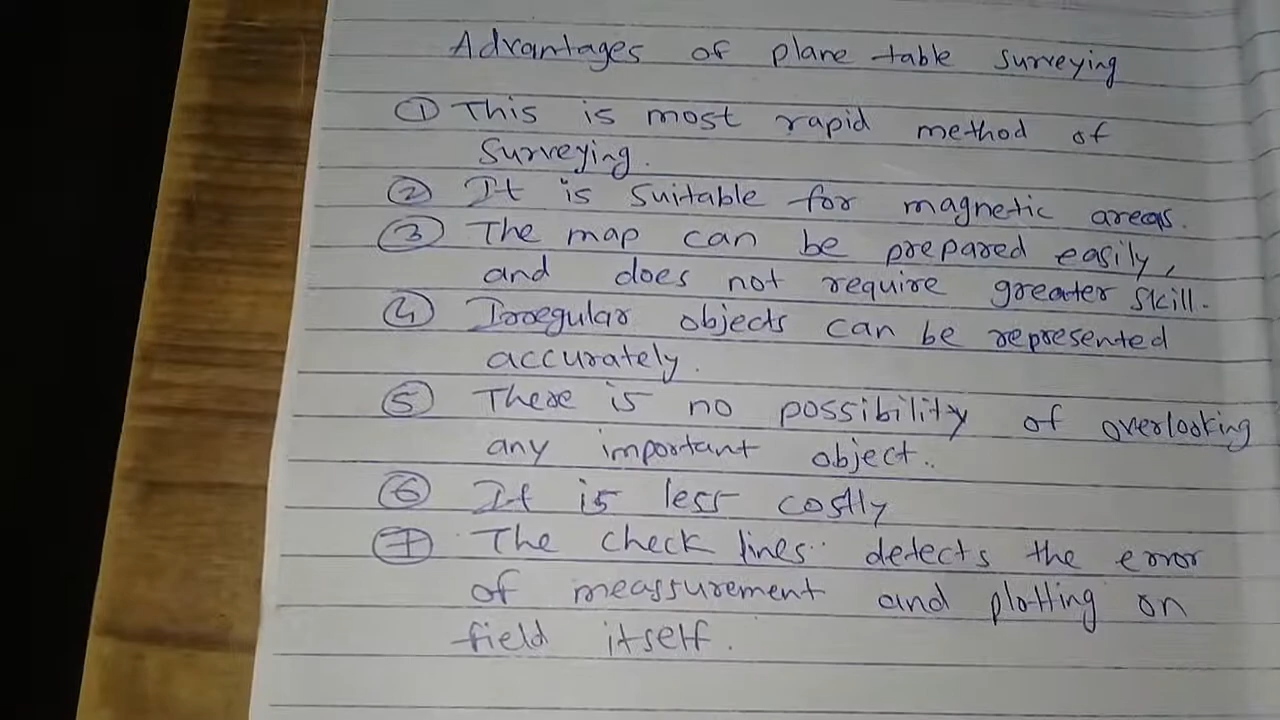 Advantages of plane table surveying
① This is most rapid method of
Surveying.
② It is suitable for magnetic areas.
③ The map can be prepared easily,
and does not require greater skill.
④ Irregular objects can be represented
accurately.
⑤ There is no possibility of overlooking
any important object..
⑥ It is less costly
⑦ The check lines detects the error
of meassurement and plotting on
field itself.